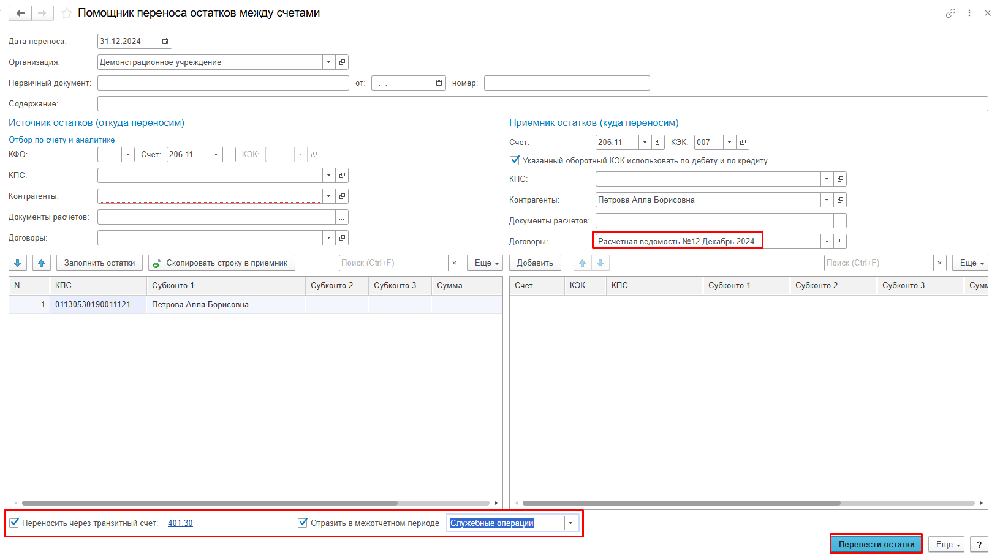 Помощник переноса остатков между счетами
Дата переноса: 31.12.2024
Организация: Демонстрационное учреждение
Первичный документ: от: . . номер:
Содержание:
Источник остатков (откуда переносим)
Отбор по счету и аналитике
КФО: Счет: 206.11 КЭК:
КПС:
Контрагенты:
Документы расчетов: ...
Договоры:
Приемник остатков (куда переносим)
Счет: 206.11 КЭК: 007
Указанный оборотный КЭК использовать по дебету и по кредиту
КПС:
Контрагенты: Петрова Алла Борисовна
Документы расчетов: ...
Договоры: Расчетная ведомость №12 Декабрь 2024
Заполнить остатки Скопировать строку в приемник Поиск (Ctrl+F) × Еще
N КПС Субконто 1 Субконто 2 Субконто 3 Сумма
1 01130530190011121 Петрова Алла Борисовна
Добавить Поиск (Ctrl+F) × Еще
Счет КЭК КПС Субконто 1 Субконто 2 Субконто 3 Сумм
Переносить через транзитный счет: 401.30 Отразить в межотчетном периоде Служебные операции
Перенести остатки Еще ?